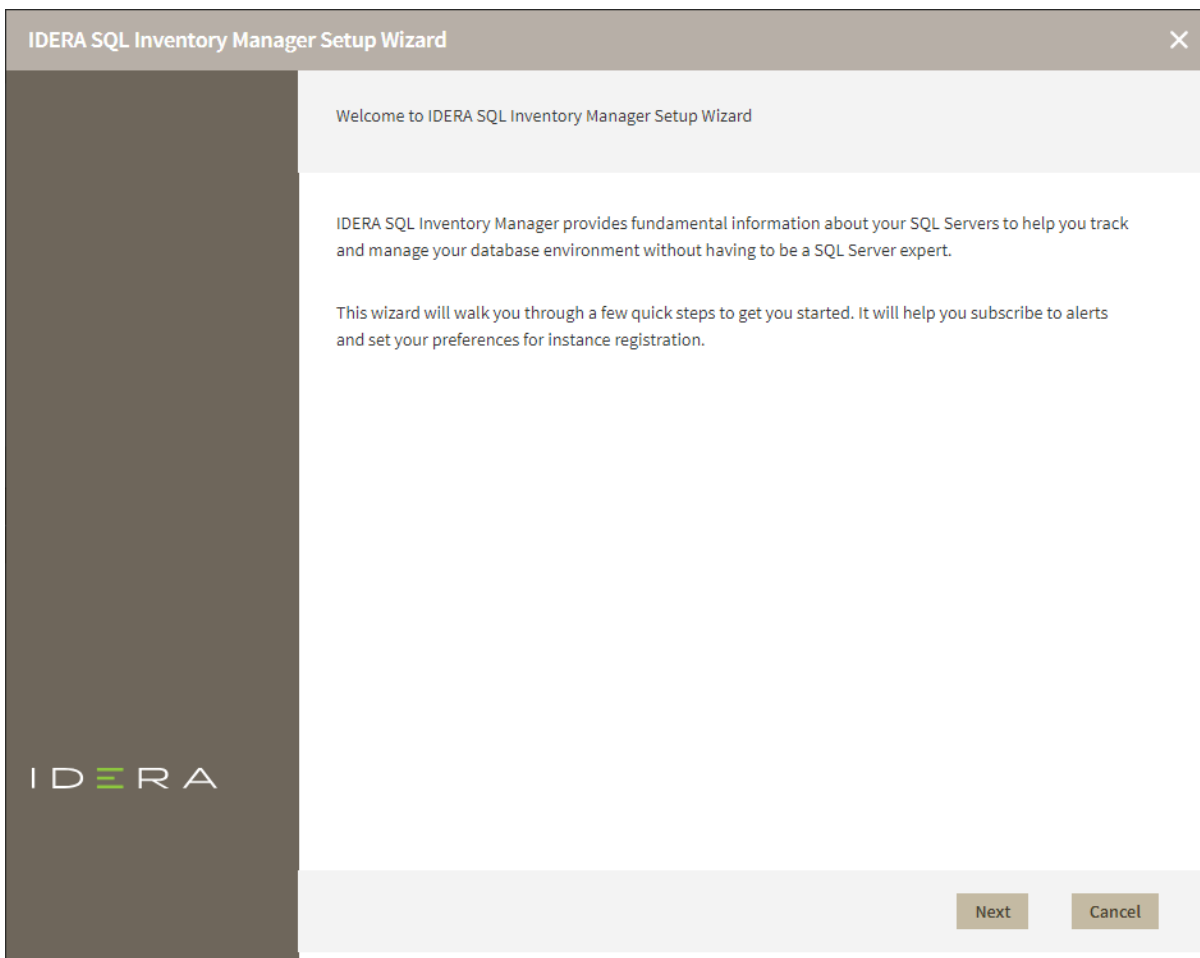 IDERA SQL Inventory Manager Setup Wizard
Welcome to IDERA SQL Inventory Manager Setup Wizard
IDERA SQL Inventory Manager provides fundamental information about your SQL Servers to help you track
and manage your database environment without having to be a SQL Server expert.
This wizard will walk you through a few quick steps to get you started. It will help you subscribe to alerts
and set your preferences for instance registration.
IDERA
Next Cancel